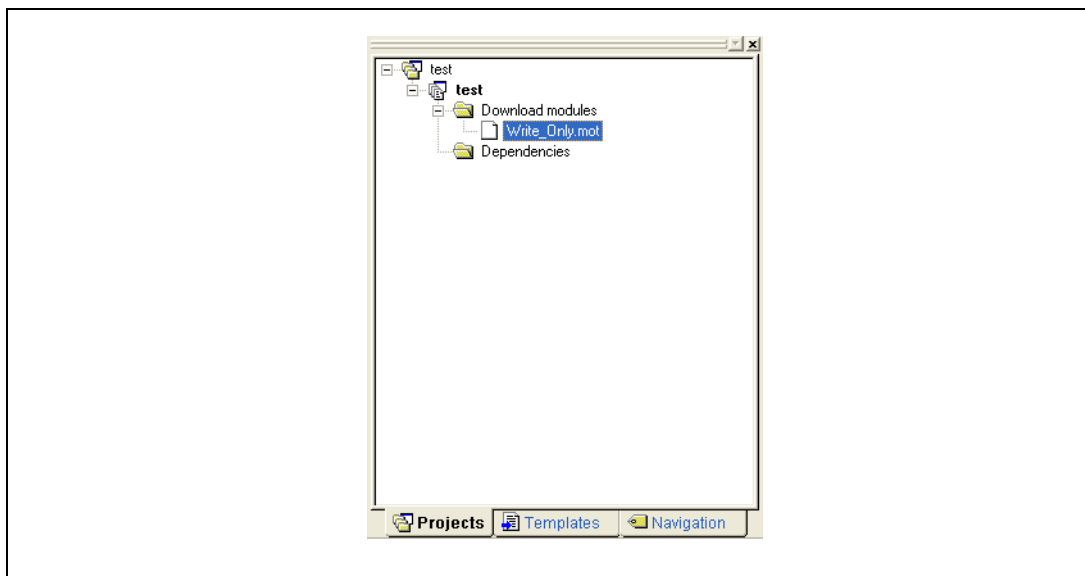 test
test
Download modules
Write_Only.mot
Dependencies
Projects Templates Navigation